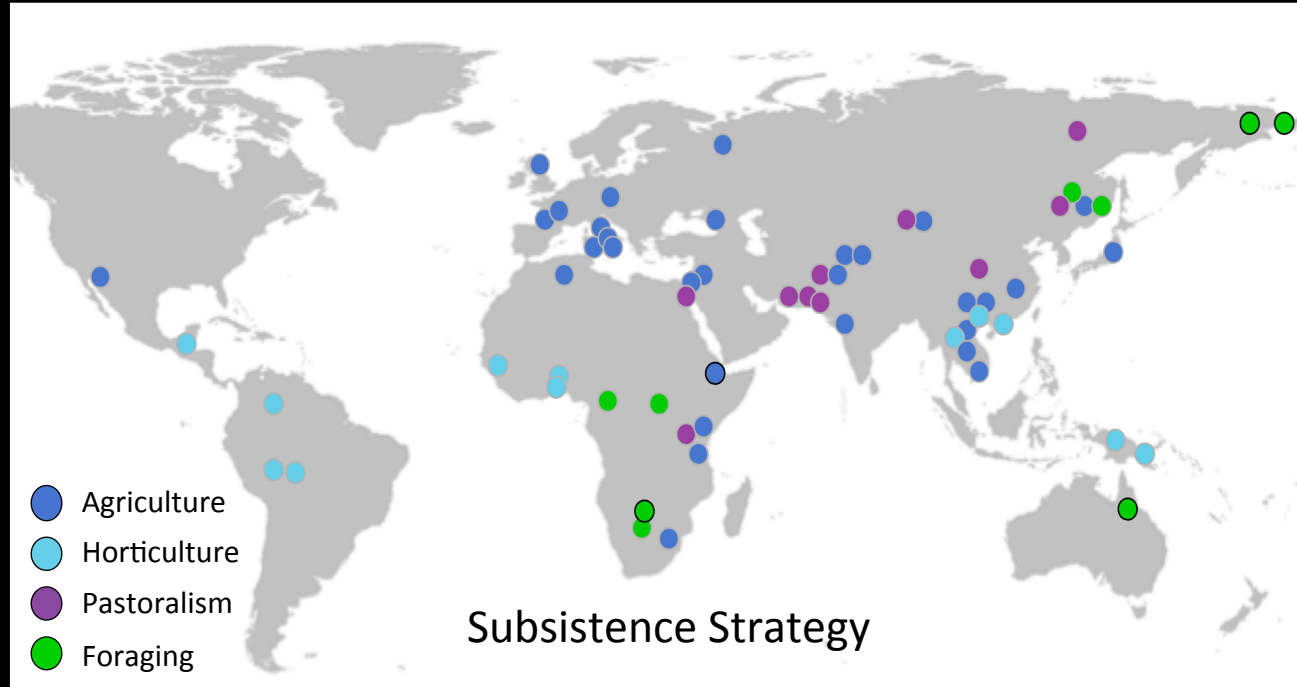 Agriculture
Horticulture
Pastoralism
Foraging
Subsistence Strategy